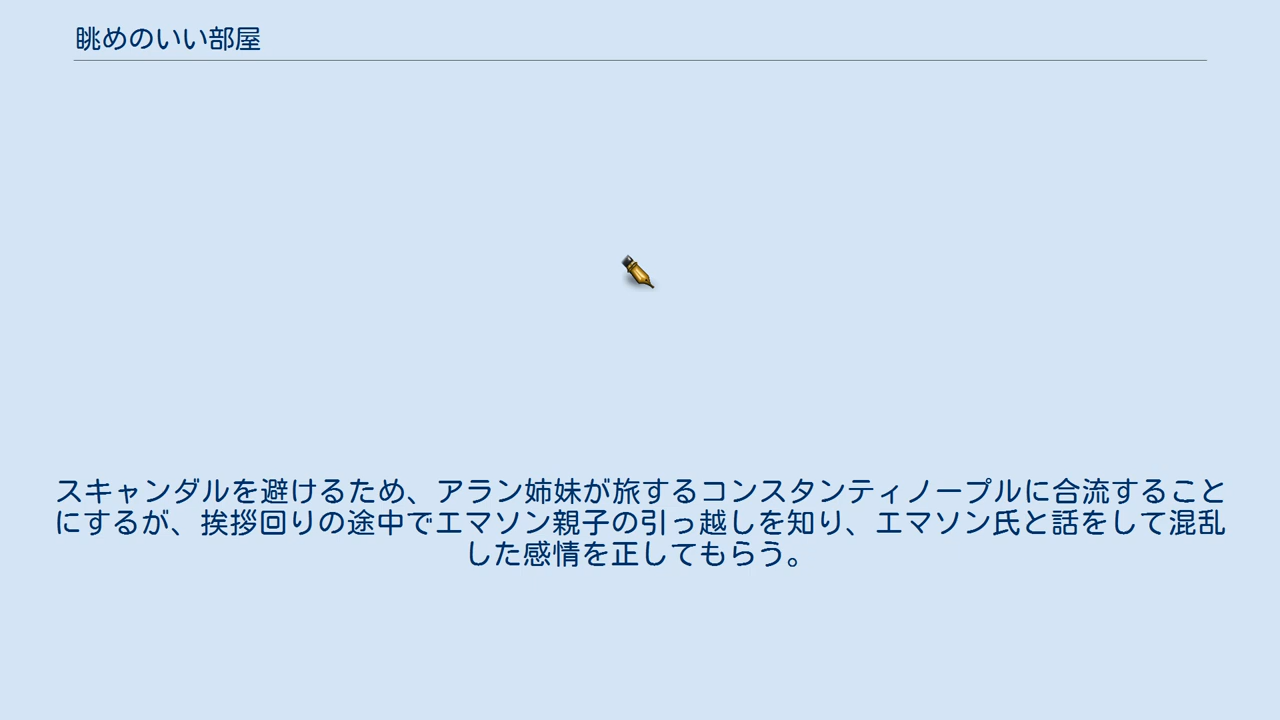 眺めのいい部屋
スキャンダルを避けるため、アラン姉妹が旅するコンスタンティノープルに合流すること
にするが、挨拶回りの途中でエマソン親子の引っ越しを知り、エマソン氏と話をして混乱
した感情を正してもらう。